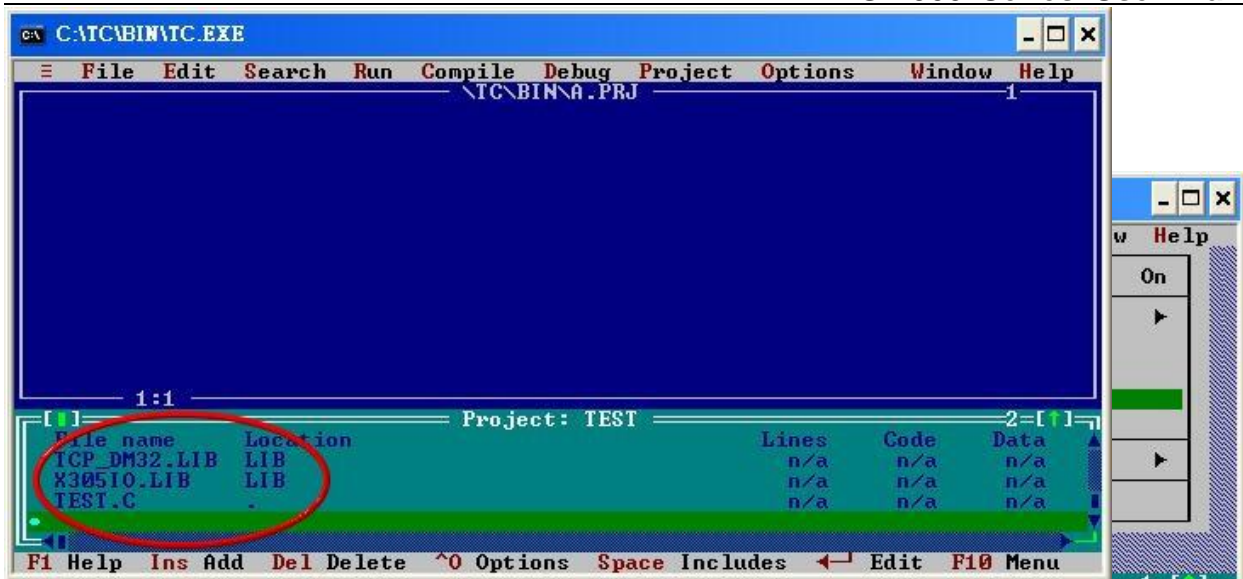 C:\TC\BIN\TC.EXE
≡ File Edit Search Run Compile Debug Project Options Window Help
\TC\BIN\A.PRJ 1
1:1
Project: TEST 2
File name Location Lines Code Data
TCP_DM32.LIB LIB n/a n/a n/a
X305IO.LIB LIB n/a n/a n/a
TEST.C . n/a n/a n/a
F1 Help Ins Add Del Delete ^O Options Space Includes ◄─┘ Edit F10 Menu
w Help
On